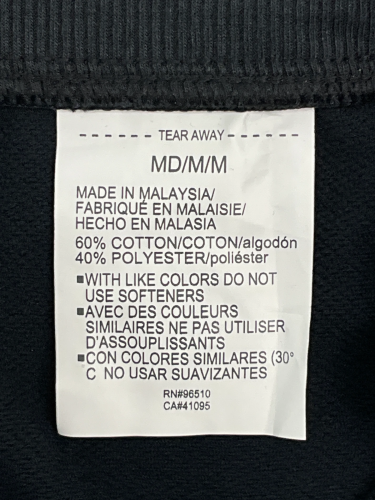 - - - - - - TEAR AWAY - - - - - -
MD/M/M
MADE IN MALAYSIA/
FABRIQUÉ EN MALAISIE/
HECHO EN MALASIA
60% COTTON/COTON/algodón
40% POLYESTER/poliéster
■WITH LIKE COLORS DO NOT
USE SOFTENERS
■AVEC DES COULEURS
SIMILAIRES NE PAS UTILISER
D'ASSOUPLISSANTS
■CON COLORES SIMILARES (30°
C NO USAR SUAVIZANTES
RN#96510
CA#41095